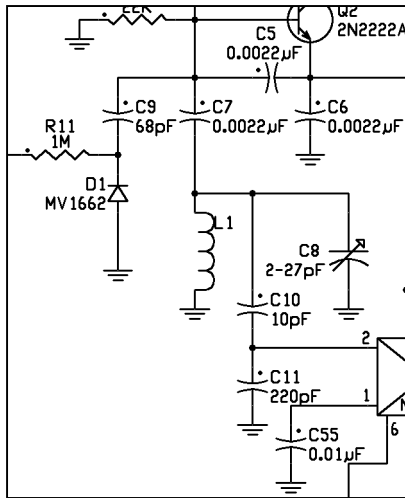 Q2
2N2222A
C5
0.0022µF
C9
68pF
C7
0.0022µF
C6
0.0022µF
R11
1M
D1
MV1662
L1
C8
2-27pF
C10
10pF
2
C11
220pF
1
6
C55
0.01µF